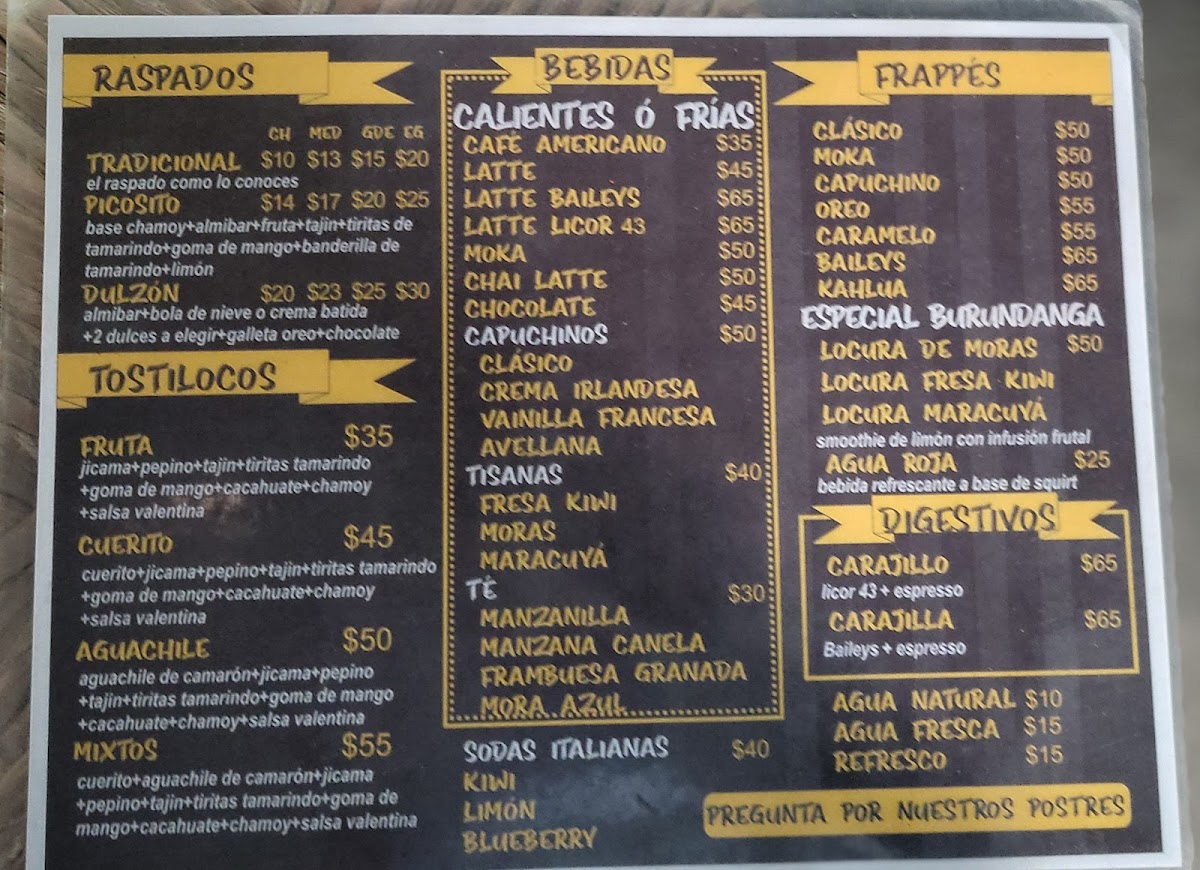 RASPADOS
CH MED GDE EG
TRADICIONAL $10 $13 $15 $20
el raspado como lo conoces
PICOSITO $14 $17 $20 $25
base chamoy+almibar+fruta+tajin+tiritas de
tamarindo+goma de mango+banderilla de
tamarindo+limón
DULZÓN $20 $23 $25 $30
almibar+bola de nieve o crema batida
+2 dulces a elegir+galleta oreo+chocolate
TOSTILOCOS
FRUTA $35
jicama+pepino+tajin+tiritas tamarindo
+goma de mango+cacahuate+chamoy
+salsa valentina
CUERITO $45
cuerito+jicama+pepino+tajin+tiritas tamarindo
+goma de mango+cacahuate+chamoy
+salsa valentina
AGUACHILE $50
aguachile de camarón+jicama+pepino
+tajin+tiritas tamarindo+goma de mango
+cacahuate+chamoy+salsa valentina
MIXTOS $55
cuerito+aguachile de camarón+jicama
+pepino+tajin+tiritas tamarindo+goma de
mango+cacahuate+chamoy+salsa valentina
BEBIDAS
CALIENTES Ó FRÍAS
CAFÉ AMERICANO $35
LATTE $45
LATTE BAILEYS $65
LATTE LICOR 43 $65
MOKA $50
CHAI LATTE $50
CHOCOLATE $45
CAPUCHINOS $50
CLÁSICO
CREMA IRLANDESA
VAINILLA FRANCESA
AVELLANA
TISANAS $40
FRESA KIWI
MORAS
MARACUYÁ
TÉ $30
MANZANILLA
MANZANA CANELA
FRAMBUESA GRANADA
MORA AZUL
SODAS ITALIANAS $40
KIWI
LIMÓN
BLUEBERRY
FRAPPÉS
CLÁSICO $50
MOKA $50
CAPUCHINO $50
OREO $55
CARAMELO $55
BAILEYS $65
KAHLUA $65
ESPECIAL BURUNDANGA
LOCURA DE MORAS $50
LOCURA FRESA KIWI
LOCURA MARACUYÁ
smoothie de limón con infusión frutal
AGUA ROJA $25
bebida refrescante a base de squirt
DIGESTIVOS
CARAJILLO $65
licor 43 + espresso
CARAJILLA $65
Baileys + espresso
AGUA NATURAL $10
AGUA FRESCA $15
REFRESCO $15
PREGUNTA POR NUESTROS POSTRES